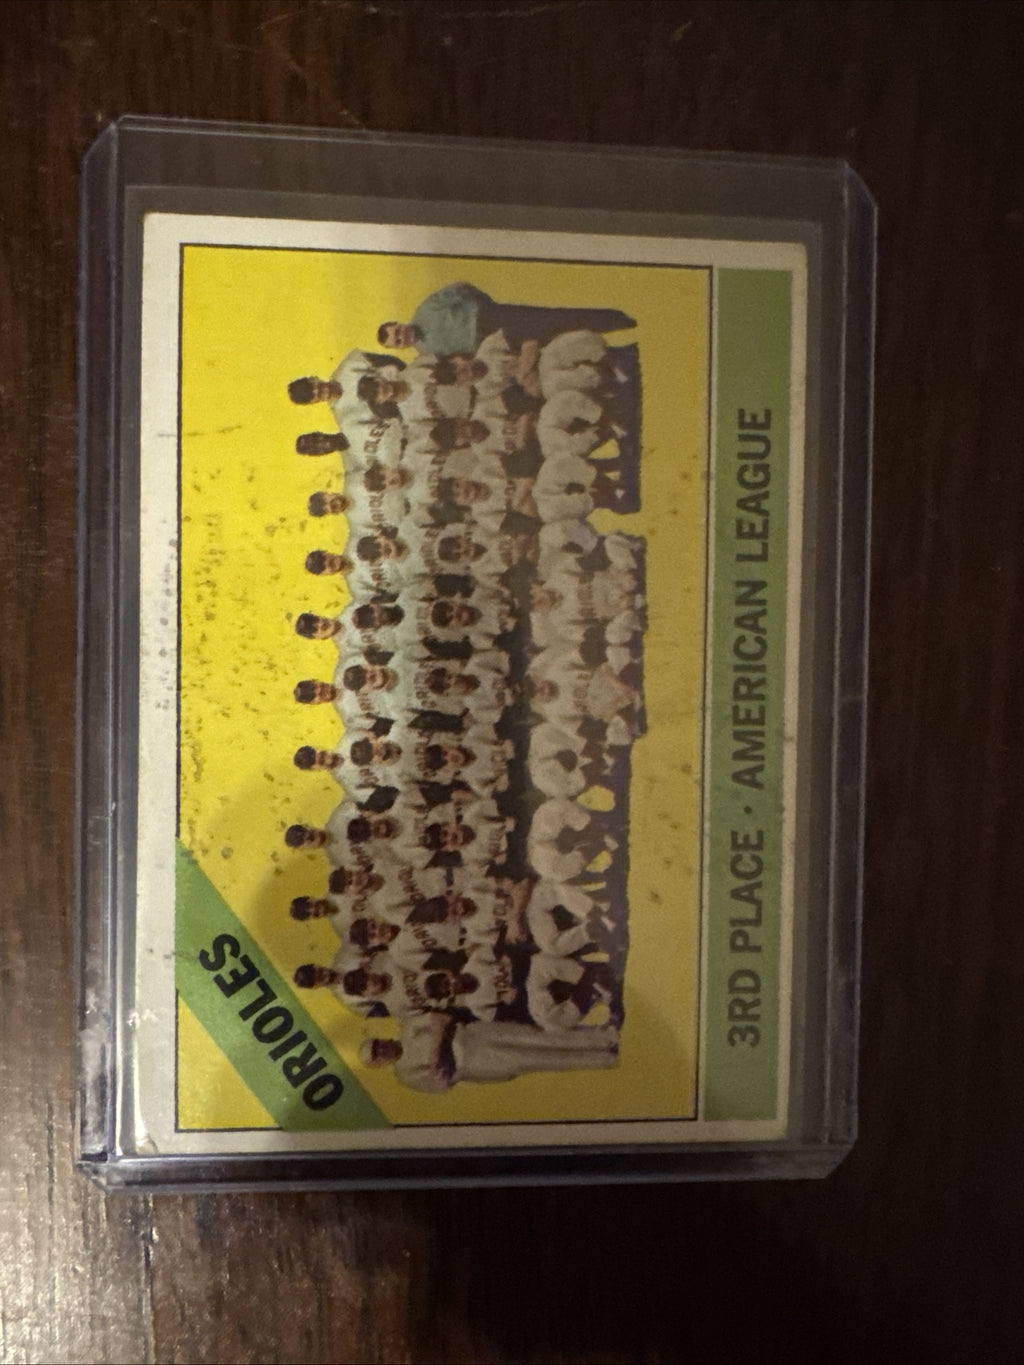 ORIOLES
3RD PLACE • AMERICAN LEAGUE